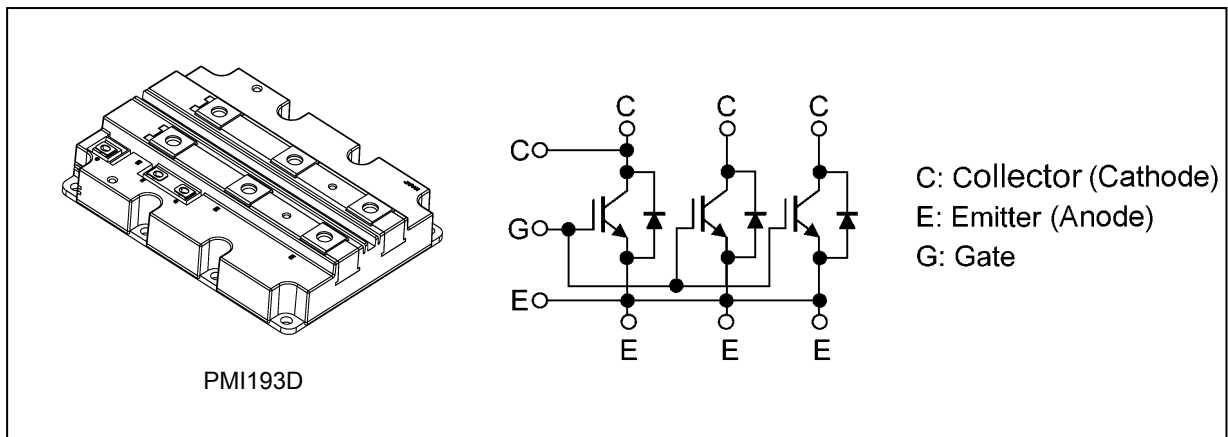 C C C
C
C: Collector (Cathode)
G
E: Emitter (Anode)
G: Gate
E
E E E
PMI193D